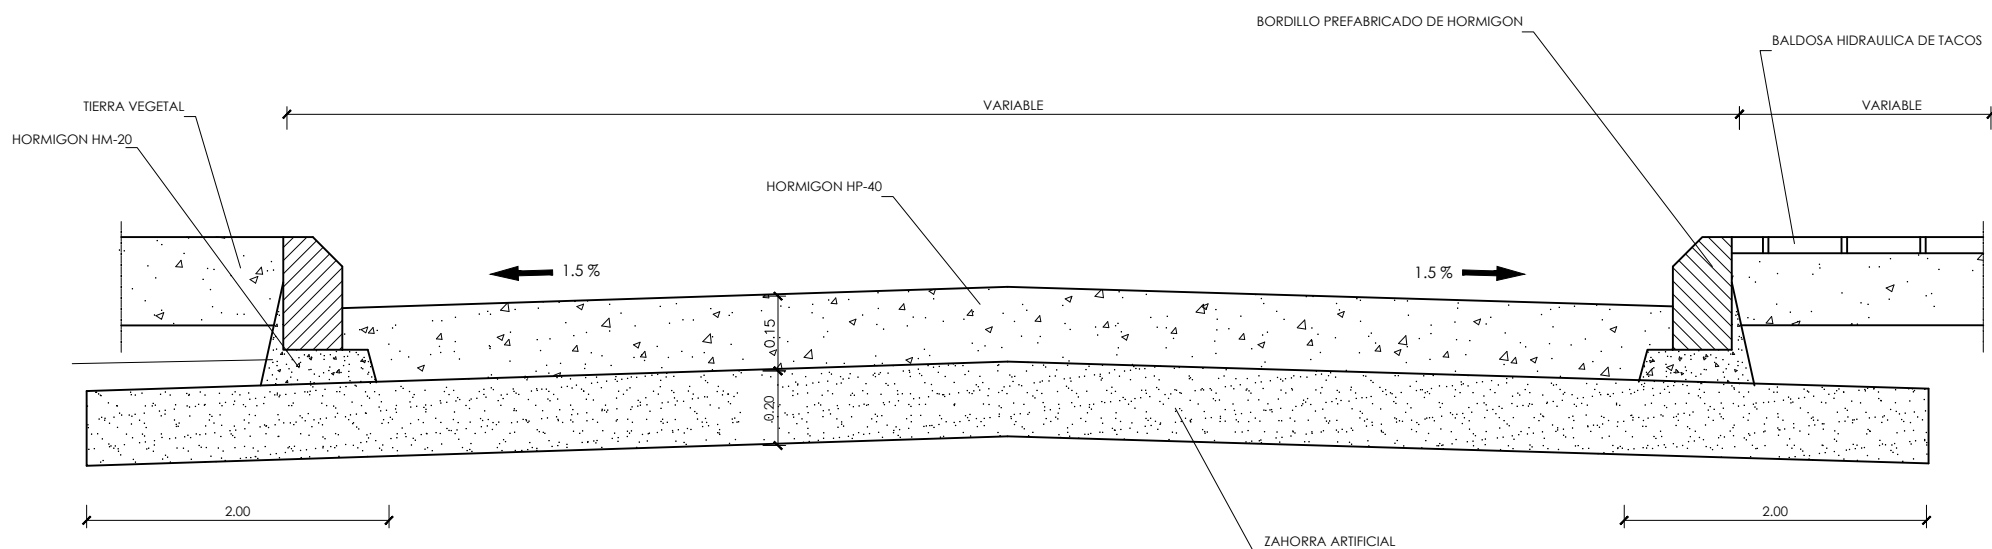 BORDILLO PREFABRICADO DE HORMIGON
BALDOSA HIDRAULICA DE TACOS
TIERRA VEGETAL
VARIABLE
VARIABLE
HORMIGON HM-20
HORMIGON HP-40
1.5 %
1.5 %
0.15
0.20
2.00
2.00
ZAHORRA ARTIFICIAL